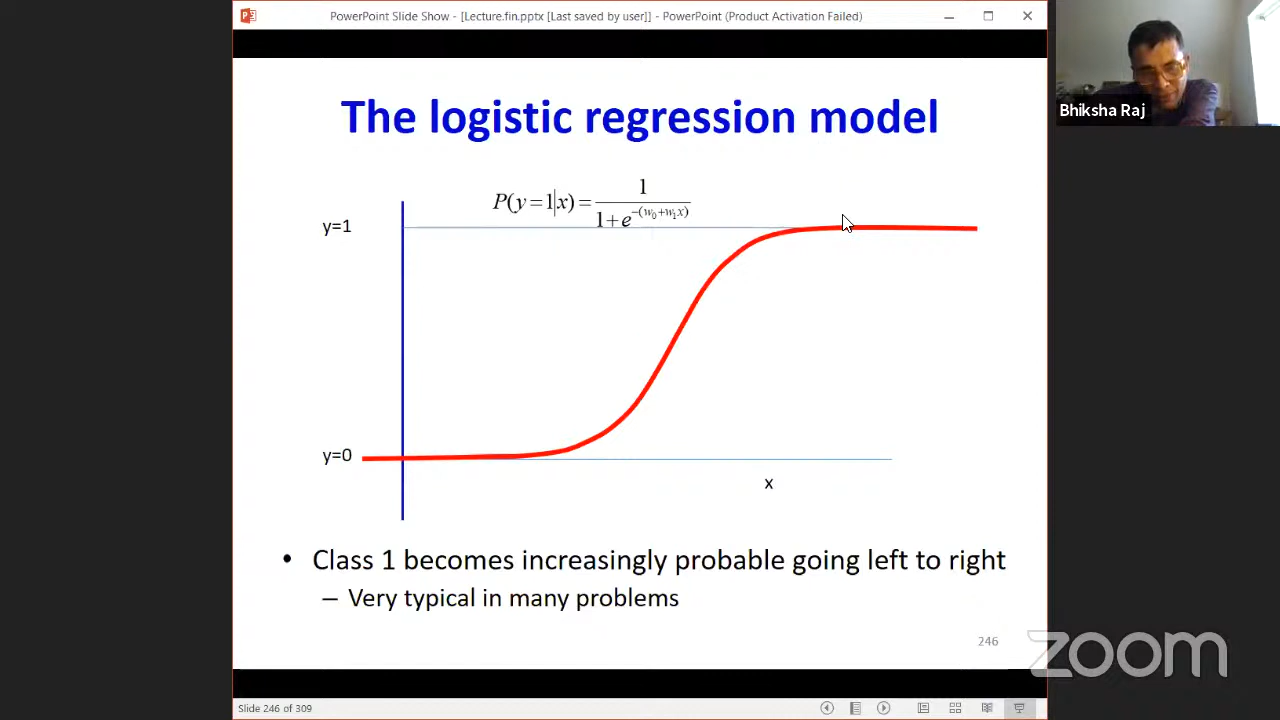 PowerPoint Slide Show - [Lecture.fin.pptx [Last saved by user]] - PowerPoint (Product Activation Failed)
Bhiksha Raj
The logistic regression model
P(y=1|x) = 1 / 1+e^{-(w_0+w_1x)}
y=1
y=0
x
• Class 1 becomes increasingly probable going left to right
– Very typical in many problems
246
zoom
Slide 246 of 309